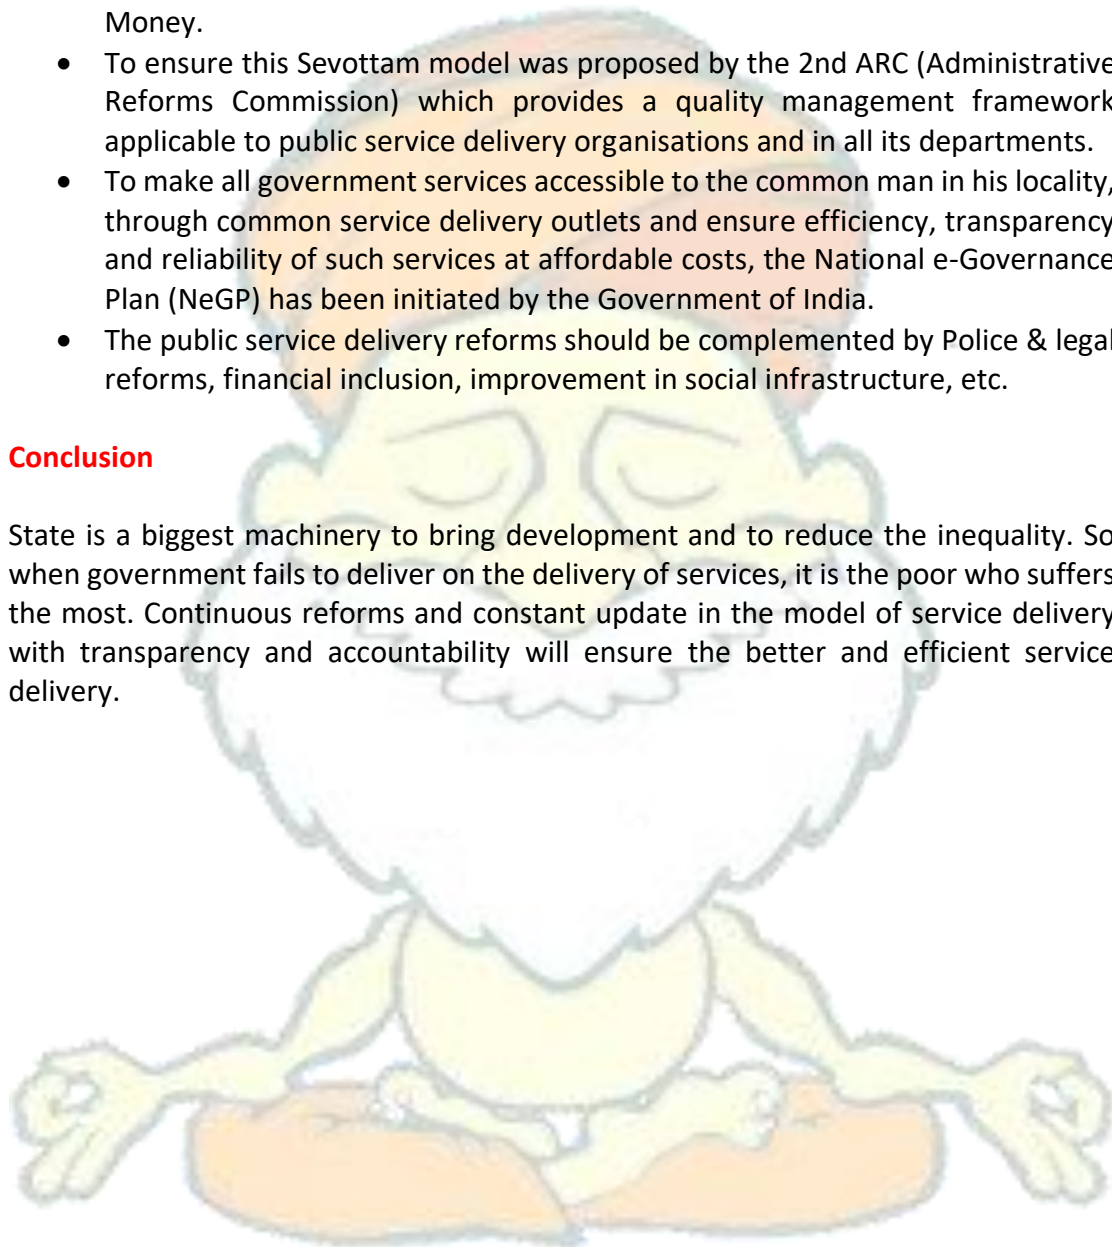 Money.
• To ensure this Sevottam model was proposed by the 2nd ARC (Administrative
Reforms Commission) which provides a quality management framework
applicable to public service delivery organisations and in all its departments.
• To make all government services accessible to the common man in his locality,
through common service delivery outlets and ensure efficiency, transparency
and reliability of such services at affordable costs, the National e-Governance
Plan (NeGP) has been initiated by the Government of India.
• The public service delivery reforms should be complemented by Police & legal
reforms, financial inclusion, improvement in social infrastructure, etc.
Conclusion
State is a biggest machinery to bring development and to reduce the inequality. So
when government fails to deliver on the delivery of services, it is the poor who suffers
the most. Continuous reforms and constant update in the model of service delivery
with transparency and accountability will ensure the better and efficient service
delivery.